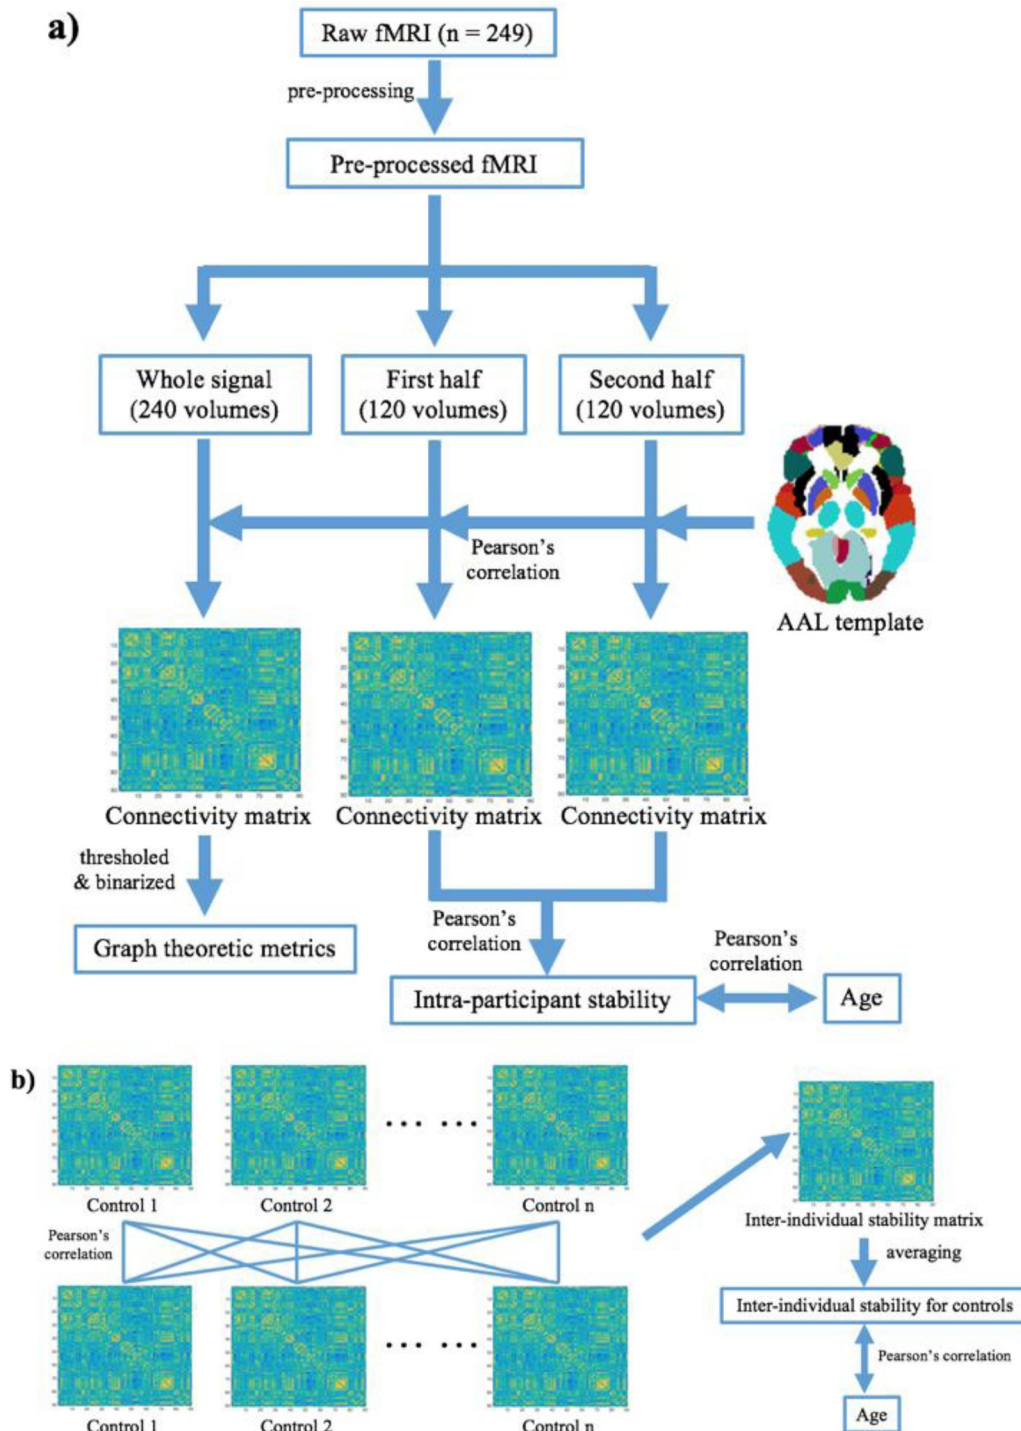 a)
Raw fMRI (n = 249)
pre-processing
Pre-processed fMRI
Whole signal
(240 volumes)
First half
(120 volumes)
Second half
(120 volumes)
Pearson's
correlation
AAL template
Connectivity matrix
Connectivity matrix
Connectivity matrix
thresholed
& binarized
Graph theoretic metrics
Pearson's
correlation
Intra-participant stability
Pearson's
correlation
Age
b)
Control 1
Control 2
... ...
Control n
Pearson's
correlation
Control 1
Control 2
... ...
Control n
Inter-individual stability matrix
averaging
Inter-individual stability for controls
Pearson's correlation
Age